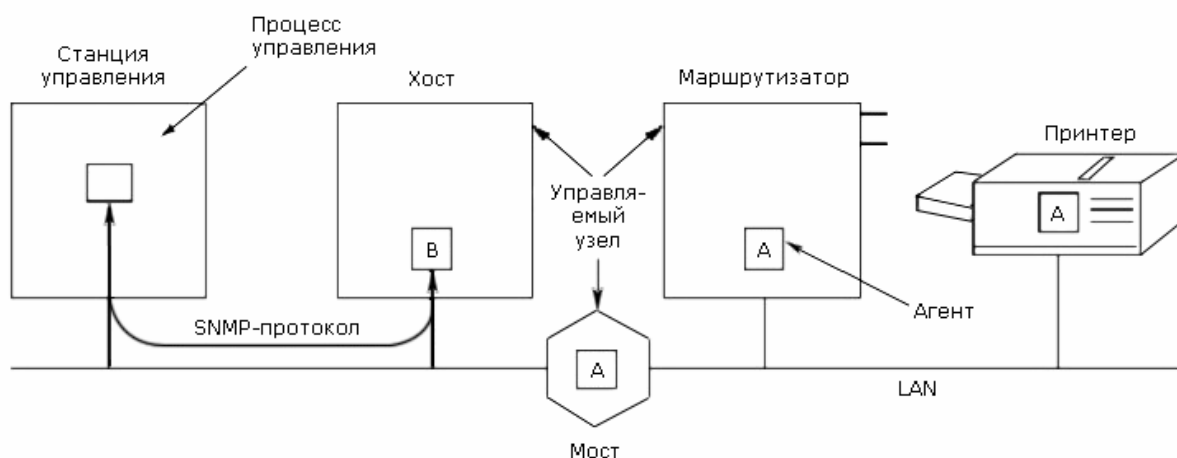 Процесс
управления
Станция
управления
Хост
Маршрутизатор
Принтер
Управля-
емый
узел
A
B
A
Агент
SNMP-протокол
A
LAN
Мост